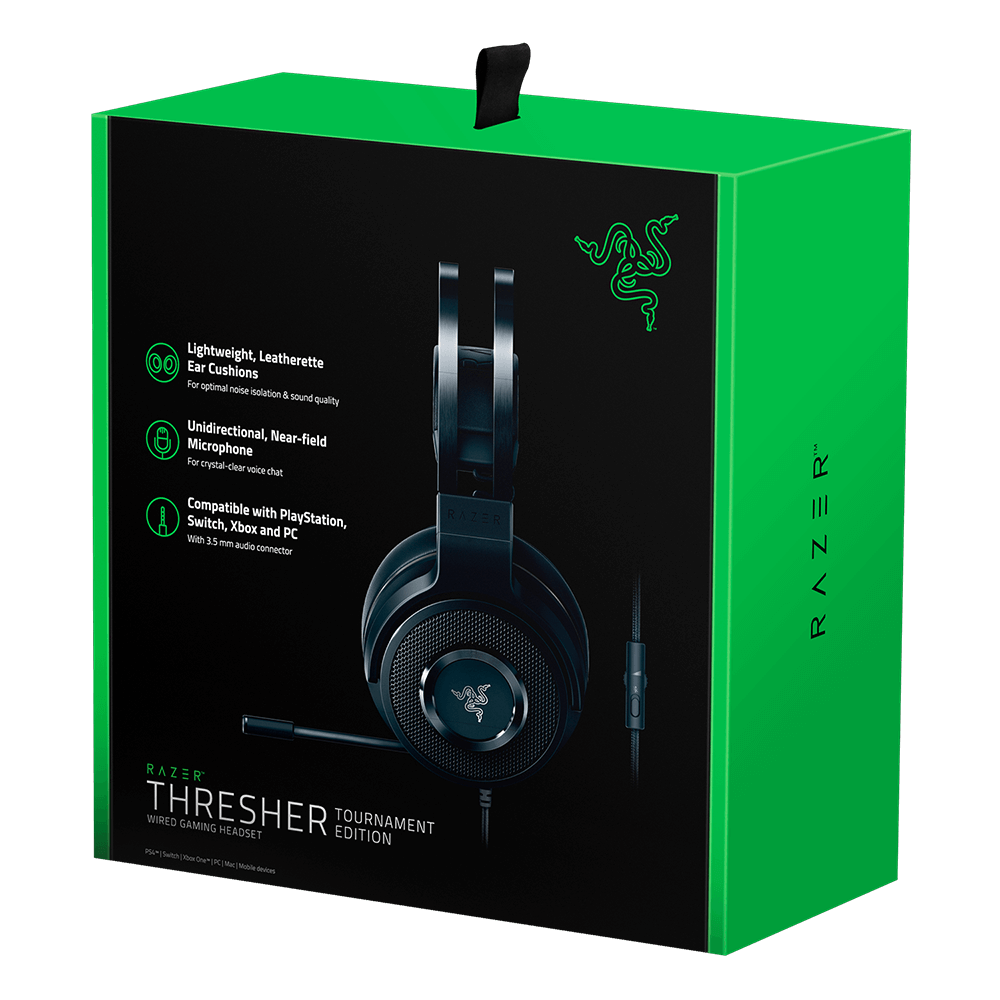 Lightweight, Leatherette
Ear Cushions
For optimal noise isolation & sound quality
Unidirectional, Near-field
Microphone
For crystal-clear voice chat
Compatible with PlayStation,
Switch, Xbox and PC
With 3.5 mm audio connector
RAZER
RAZER™
THRESHER TOURNAMENT EDITION
WIRED GAMING HEADSET
PS4™ | Switch | Xbox One™ | PC | Mac | Mobile devices
RAZER™